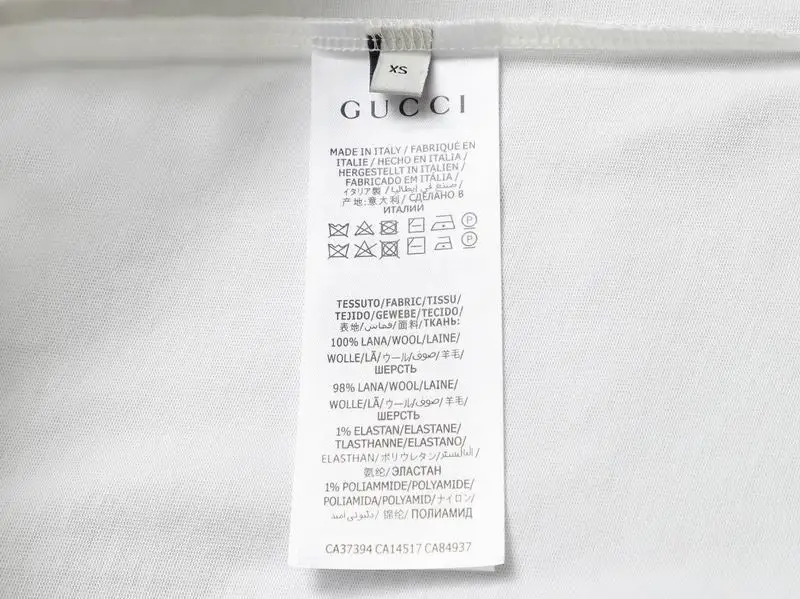 XS
GUCCI
MADE IN ITALY / FABRIQUÉ EN
ITALIE / HECHO EN ITALIA /
HERGESTELLT IN ITALIEN /
FABRICADO EM ITÁLIA /
イタリア製 / صنع في إيطاليا /
产地:意大利 / СДЕЛАНО В
ИТАЛИИ
P
P
TESSUTO/FABRIC/TISSU/
TEJIDO/GEWEBE/TECIDO/
表地/قماش/面料/ТКАНЬ:
100% LANA/WOOL/LAINE/
WOLLE/LÃ/ウール/صوف/羊毛/
ШЕРСТЬ
98% LANA/WOOL/LAINE/
WOLLE/LÃ/ウール/صوف/羊毛/
ШЕРСТЬ
1% ELASTAN/ELASTANE/
TLASTHANNE/ELASTANO/
ELASTHAN/ポリウレタン/
氨纶/ЭЛАСТАН
1% POLIAMMIDE/POLYAMIDE/
POLIAMIDA/POLYAMID/ナイロン/
/锦纶/ ПОЛИАМИД
CA37394 CA14517 CA84937